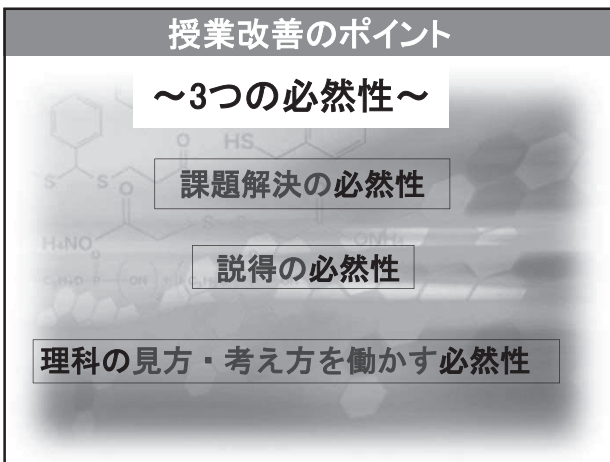 授業改善のポイント
～3つの必然性～
課題解決の必然性
説得の必然性
理科の見方・考え方を働かす必然性
O
HS
S
S
O
H₄NO